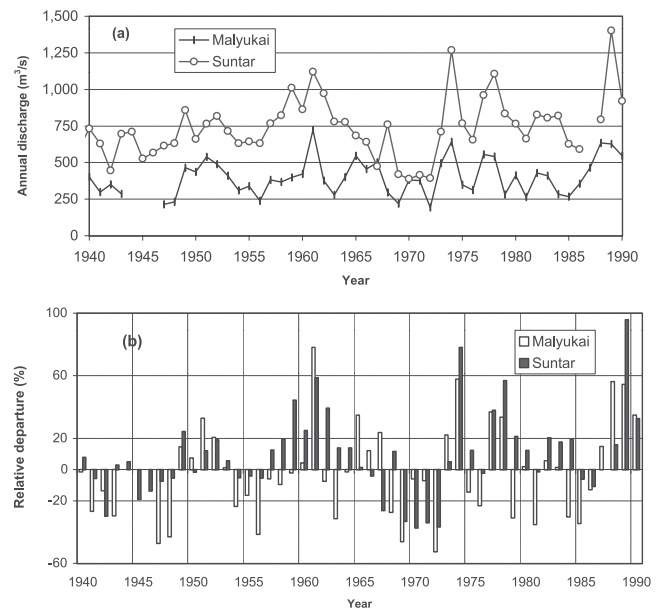 (a)
Malyukai
Suntar
Annual discharge (m³/s)
1,500
1,250
1,000
750
500
250
0
1940 1945 1950 1955 1960 1965 1970 1975 1980 1985 1990
Year
(b)
Malyukai
Suntar
Relative departure (%)
100
60
20
-20
-60
1940 1945 1950 1955 1960 1965 1970 1975 1980 1985 1990
Year